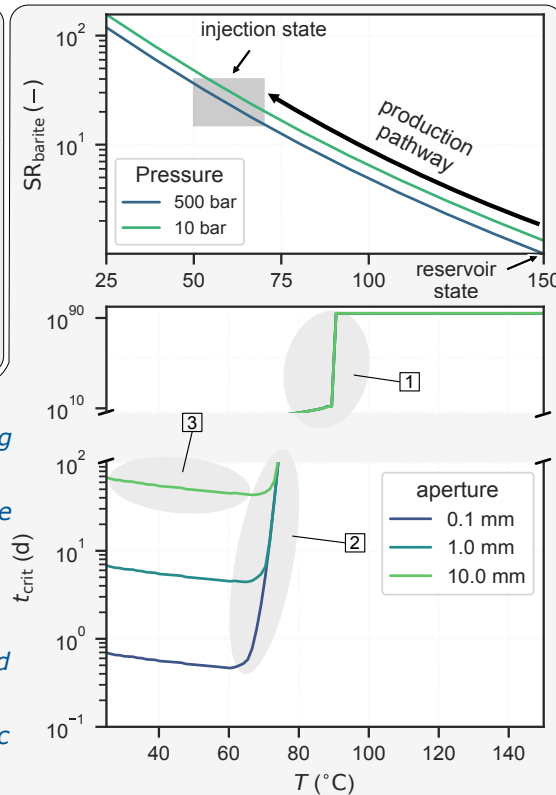 10²
10¹
SR_barite (−)
injection state
production
pathway
Pressure
500 bar
10 bar
reservoir
state
25
50
75
100
125
150
10⁹⁰
10¹⁰
1
3
g
e
d
c
10²
10¹
10⁰
10⁻¹
t_crit (d)
2
aperture
0.1 mm
1.0 mm
10.0 mm
40
60
80
100
120
140
T (°C)